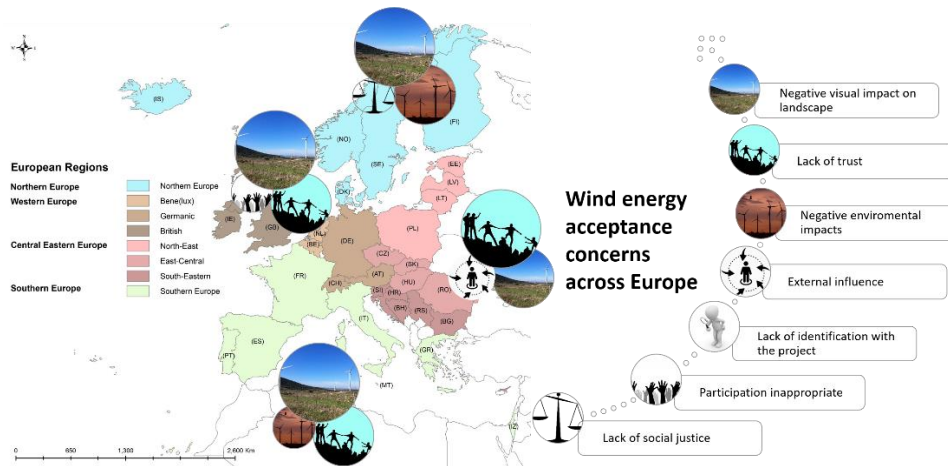 N
(IS)
(NO)
(SE)
(FI)
(EE)
(LV)
(LT)
(DK)
(IE)
(GB)
(NL)
(BE)
(DE)
(PL)
(CZ)
(SK)
(AT)
(HU)
(FR)
(CH)
(SI)
(HR)
(RO)
(BH)
(RS)
(BG)
(IT)
(ES)
(PT)
(GR)
(MT)
(IZ)
European Regions
Northern Europe
Western Europe
Central Eastern Europe
Southern Europe
Northern Europe
Bene(lux)
Germanic
British
North-East
East-Central
South-Eastern
Southern Europe
0 650 1,300 2,600 Km
Wind energy
acceptance
concerns
across Europe
Negative visual impact on
landscape
Lack of trust
Negative enviromental
impacts
External influence
Lack of identification with
the project
Participation inappropriate
Lack of social justice